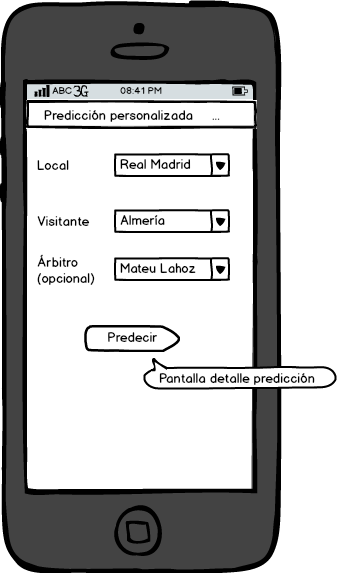 ABC 3G 08:41 PM
Predicción personalizada ...
Local Real Madrid
Visitante Almería
Árbitro
(opcional) Mateu Lahoz
Predecir
Pantalla detalle predicción